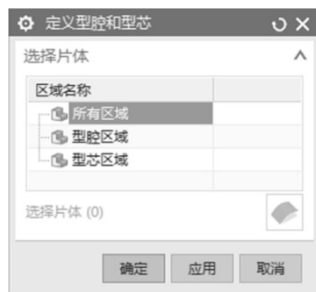 定义型腔和型芯
选择片体
区域名称
所有区域
型腔区域
型芯区域
选择片体 (0)
确定 应用 取消